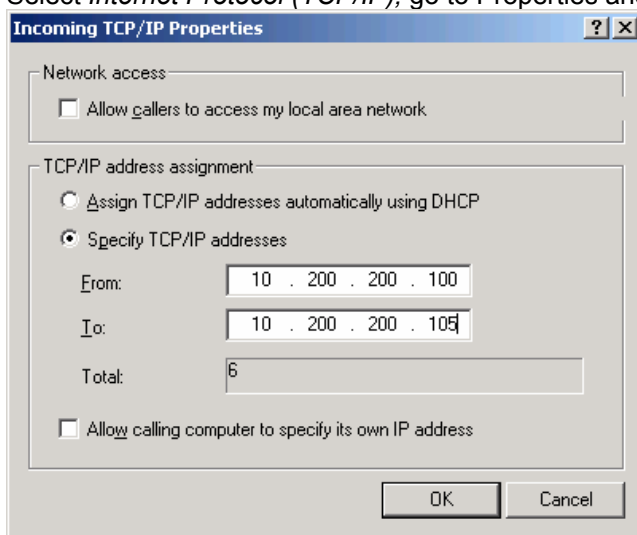 Select Internet Protocol (TCP/IP), go to Properties and
Incoming TCP/IP Properties
Network access
Allow callers to access my local area network
TCP/IP address assignment
Assign TCP/IP addresses automatically using DHCP
Specify TCP/IP addresses
From: 10 . 200 . 200 . 100
To: 10 . 200 . 200 . 105
Total: 6
Allow calling computer to specify its own IP address
OK Cancel